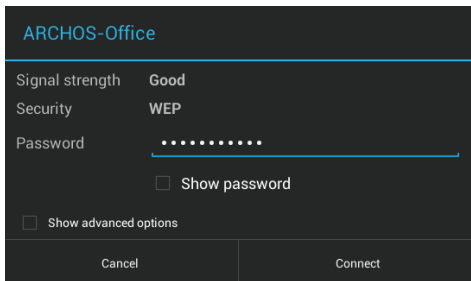 ARCHOS-Office
Signal strength Good
Security WEP
Password •••••••••••
Show password
Show advanced options
Cancel Connect